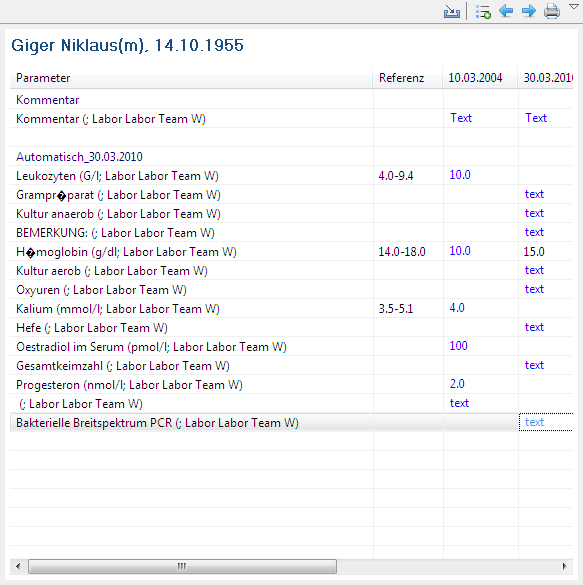 Giger Niklaus(m), 14.10.1955
Parameter Referenz 10.03.2004 30.03.2010
Kommentar
Kommentar (; Labor Labor Team W) Text Text
Automatisch_30.03.2010
Leukozyten (G/l; Labor Labor Team W) 4.0-9.4 10.0
Grampr�parat (; Labor Labor Team W) text
Kultur anaerob (; Labor Labor Team W) text
BEMERKUNG: (; Labor Labor Team W) text
H�moglobin (g/dl; Labor Labor Team W) 14.0-18.0 10.0 15.0
Kultur aerob (; Labor Labor Team W) text
Oxyuren (; Labor Labor Team W) text
Kalium (mmol/l; Labor Labor Team W) 3.5-5.1 4.0
Hefe (; Labor Labor Team W) text
Oestradiol im Serum (pmol/l; Labor Labor Team W) 100
Gesamtkeimzahl (; Labor Labor Team W) text
Progesteron (nmol/l; Labor Labor Team W) 2.0
(; Labor Labor Team W) text
Bakterielle Breitspektrum PCR (; Labor Labor Team W) text